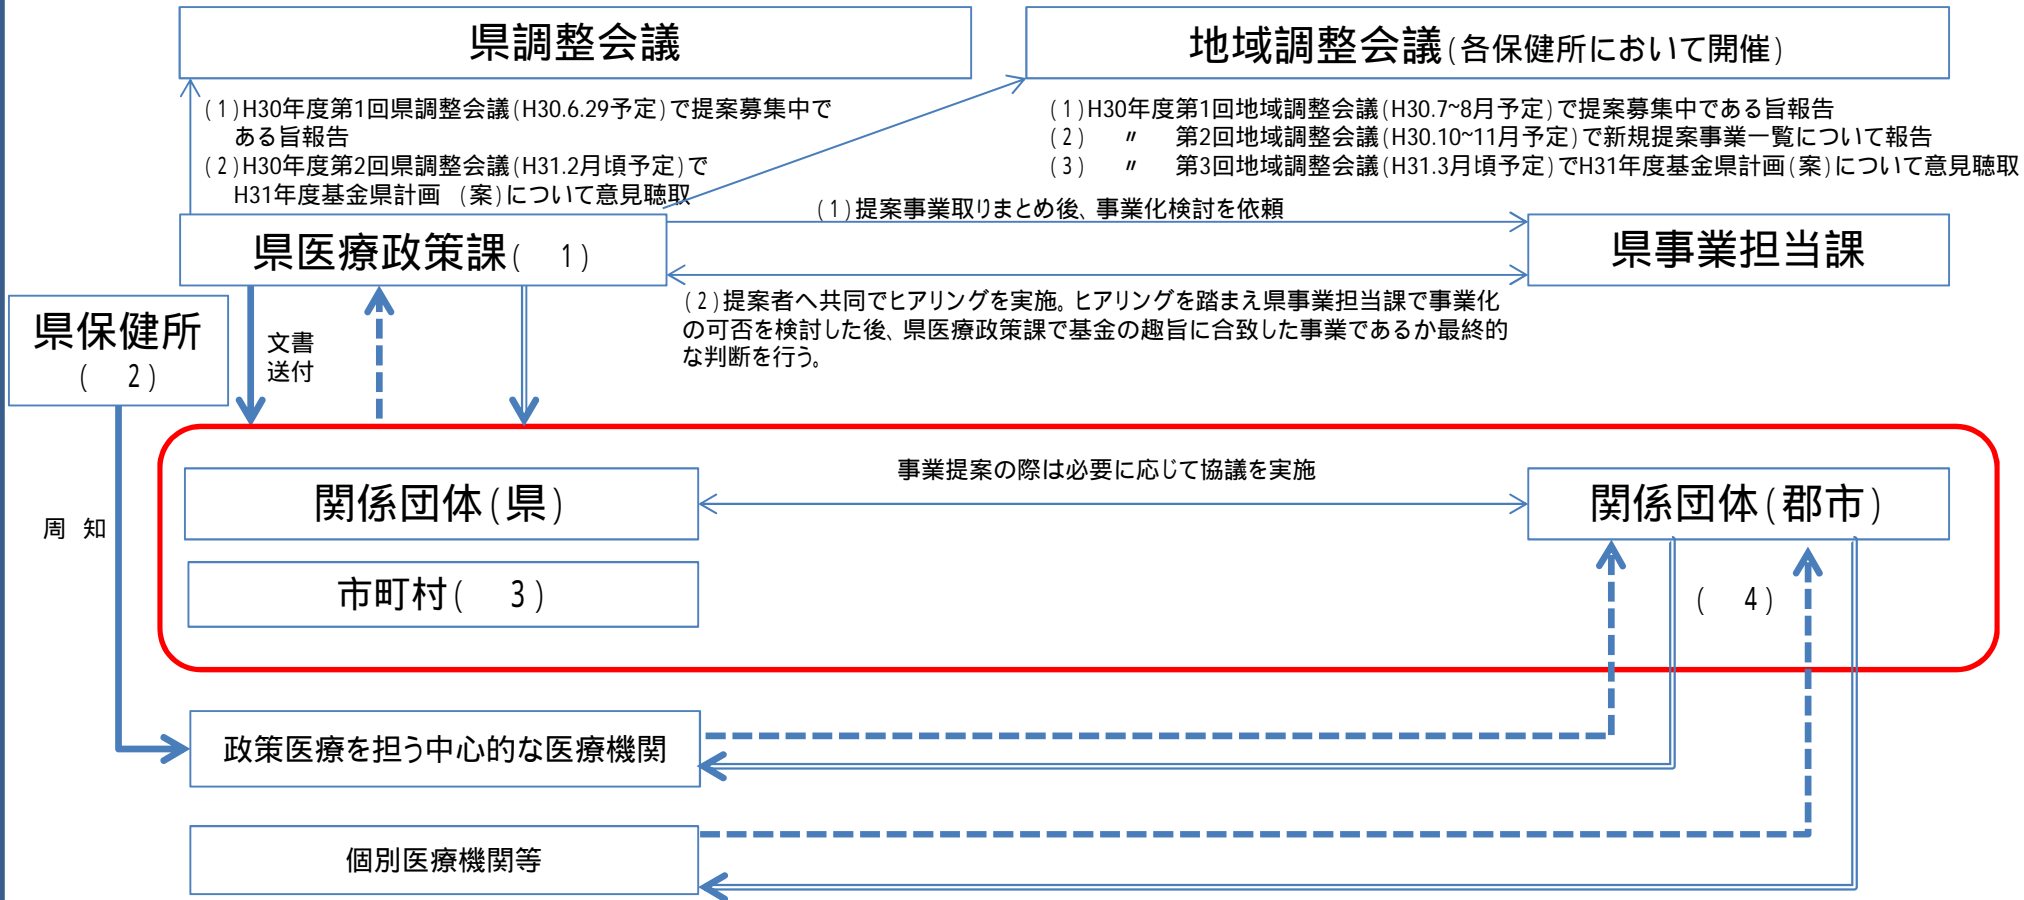 県調整会議
地域調整会議(各保健所において開催)
(1)H30年度第1回県調整会議(H30.6.29予定)で提案募集中で
ある旨報告
(2)H30年度第2回県調整会議(H31.2月頃予定)で
H31年度基金県計画 (案)について意見聴取
(1)H30年度第1回地域調整会議(H30.7~8月予定)で提案募集中である旨報告
(2) 〃 第2回地域調整会議(H30.10~11月予定)で新規提案事業一覧について報告
(3) 〃 第3回地域調整会議(H31.3月頃予定)でH31年度基金県計画(案)について意見聴取
(1)提案事業取りまとめ後、事業化検討を依頼
県医療政策課( 1)
県事業担当課
(2)提案者へ共同でヒアリングを実施。ヒアリングを踏まえ県事業担当課で事業化
の可否を検討した後、県医療政策課で基金の趣旨に合致した事業であるか最終的
な判断を行う。
県保健所
( 2)
文書
送付
事業提案の際は必要に応じて協議を実施
関係団体(県)
関係団体(郡市)
周 知
市町村( 3)
( 4)
政策医療を担う中心的な医療機関
個別医療機関等